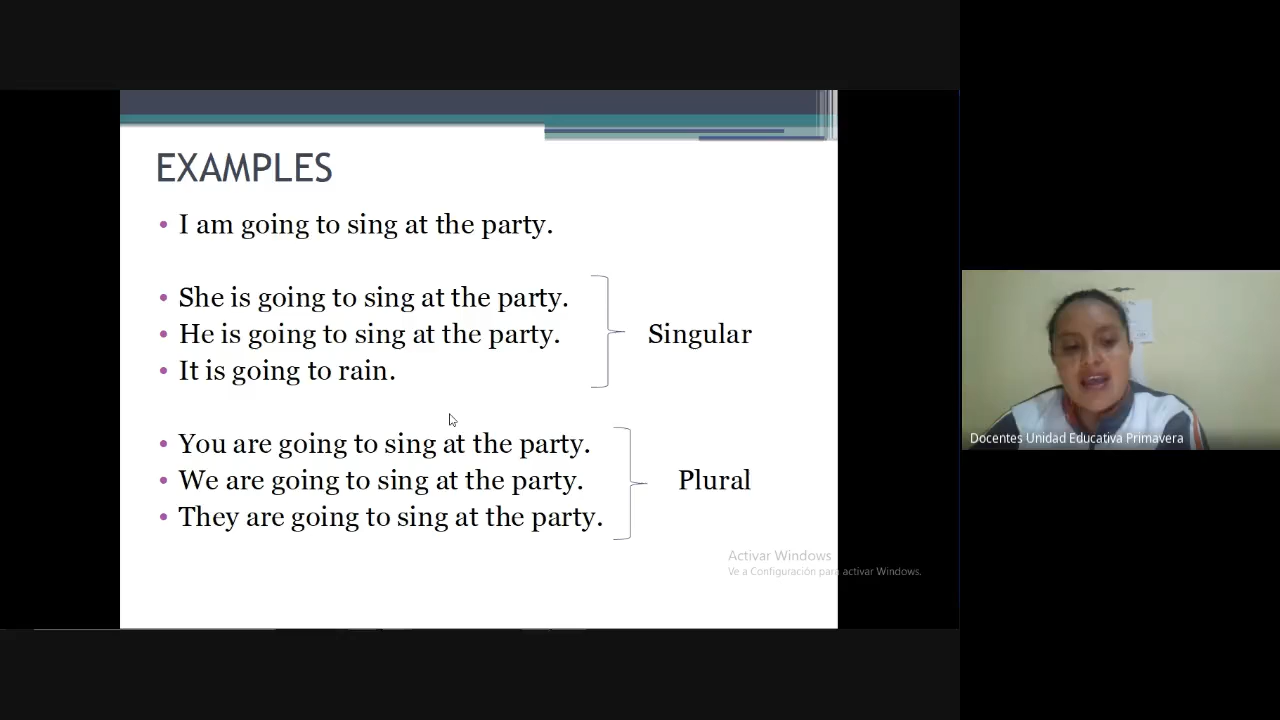 EXAMPLES
• I am going to sing at the party.
• She is going to sing at the party.
• He is going to sing at the party.
• It is going to rain.
Singular
• You are going to sing at the party.
• We are going to sing at the party.
• They are going to sing at the party.
Plural
Activar Windows
Ve a Configuración para activar Windows.
Docentes Unidad Educativa Primavera